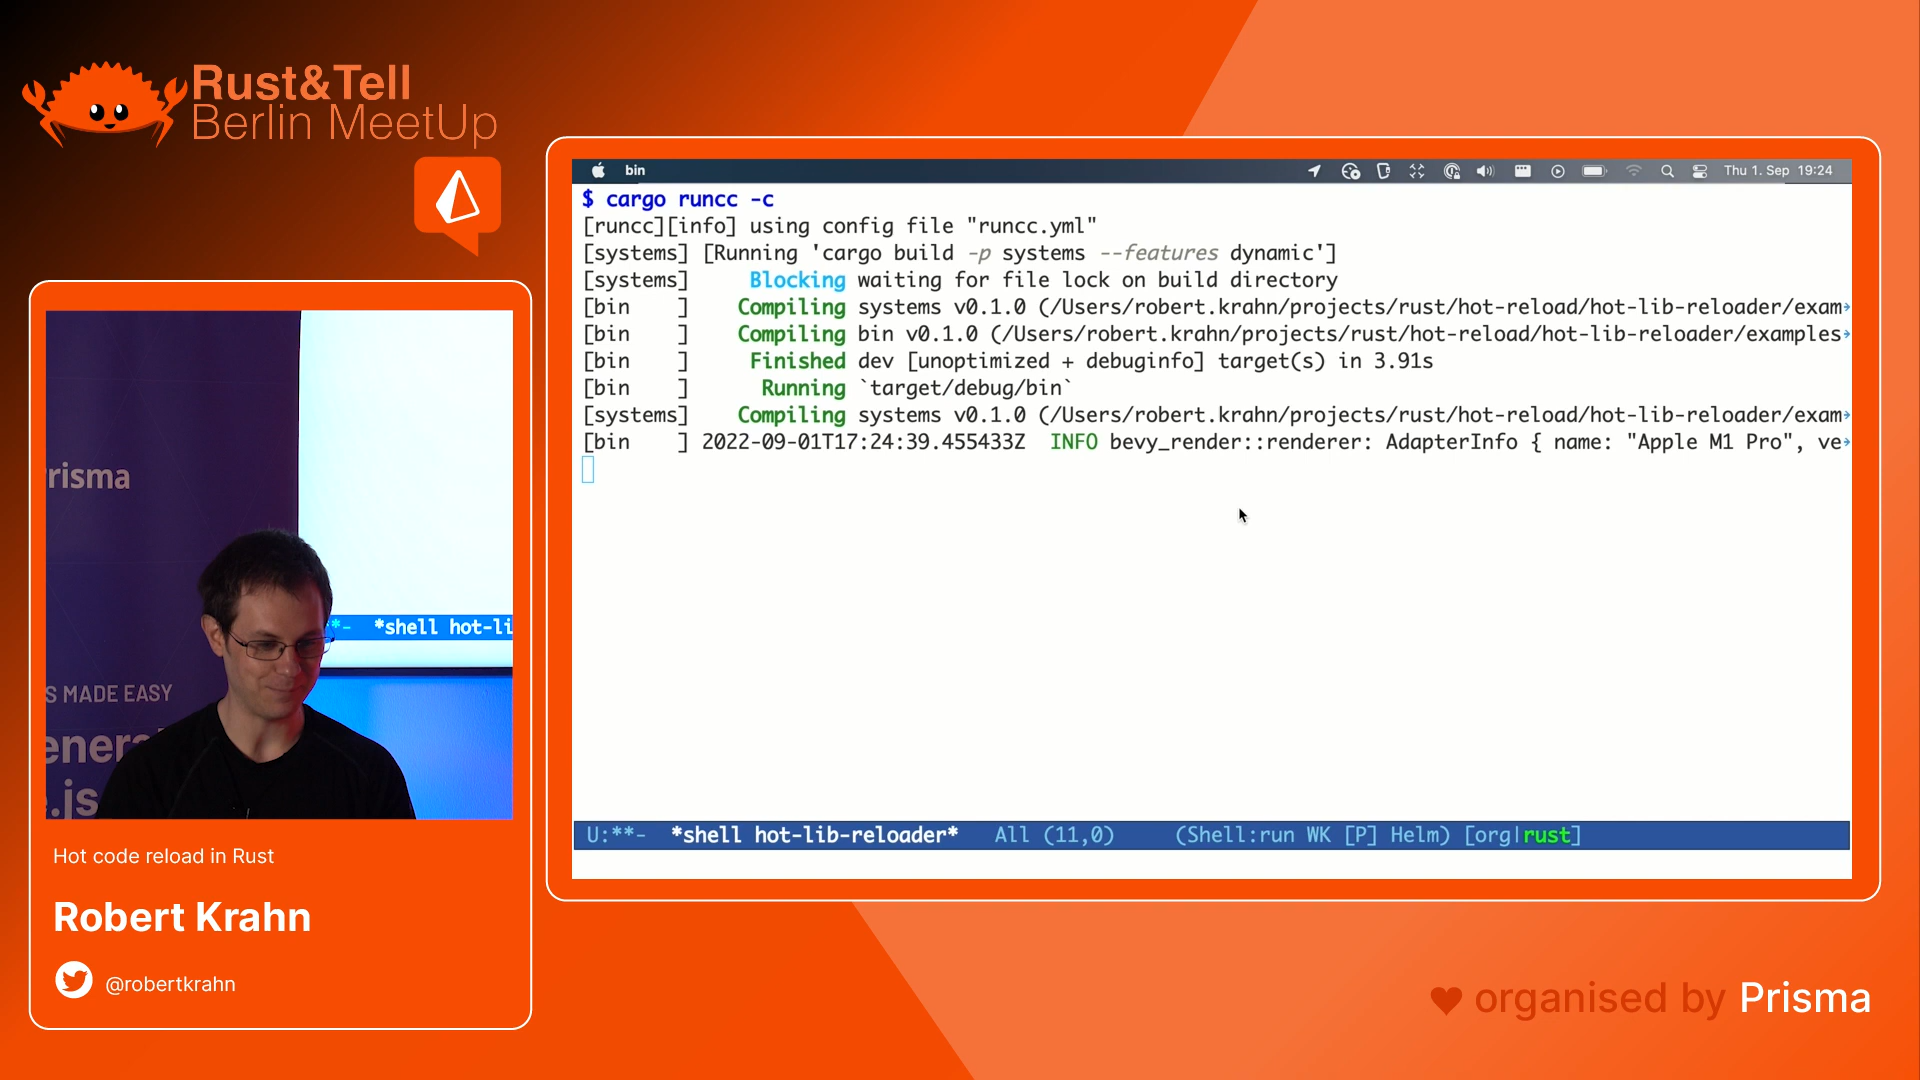 Rust&Tell
Berlin MeetUp
bin
Thu 1. Sep 19:24
$ cargo runcc -c
[runcc][info] using config file "runcc.yml"
[systems] [Running 'cargo build -p systems --features dynamic']
[systems] Blocking waiting for file lock on build directory
[bin ] Compiling systems v0.1.0 (/Users/robert.krahn/projects/rust/hot-reload/hot-lib-reloader/exam
[bin ] Compiling bin v0.1.0 (/Users/robert.krahn/projects/rust/hot-reload/hot-lib-reloader/examples
[bin ] Finished dev [unoptimized + debuginfo] target(s) in 3.91s
[bin ] Running `target/debug/bin`
[systems] Compiling systems v0.1.0 (/Users/robert.krahn/projects/rust/hot-reload/hot-lib-reloader/exam
[bin ] 2022-09-01T17:24:39.455433Z INFO bevy_render::renderer: AdapterInfo { name: "Apple M1 Pro", ve
U:**- *shell hot-lib-reloader* All (11,0) (Shell:run WK [P] Helm) [org|rust]
risma
*- *shell hot-li
S MADE EASY
enera
.js
Hot code reload in Rust
Robert Krahn
@robertkrahn
organised by Prisma